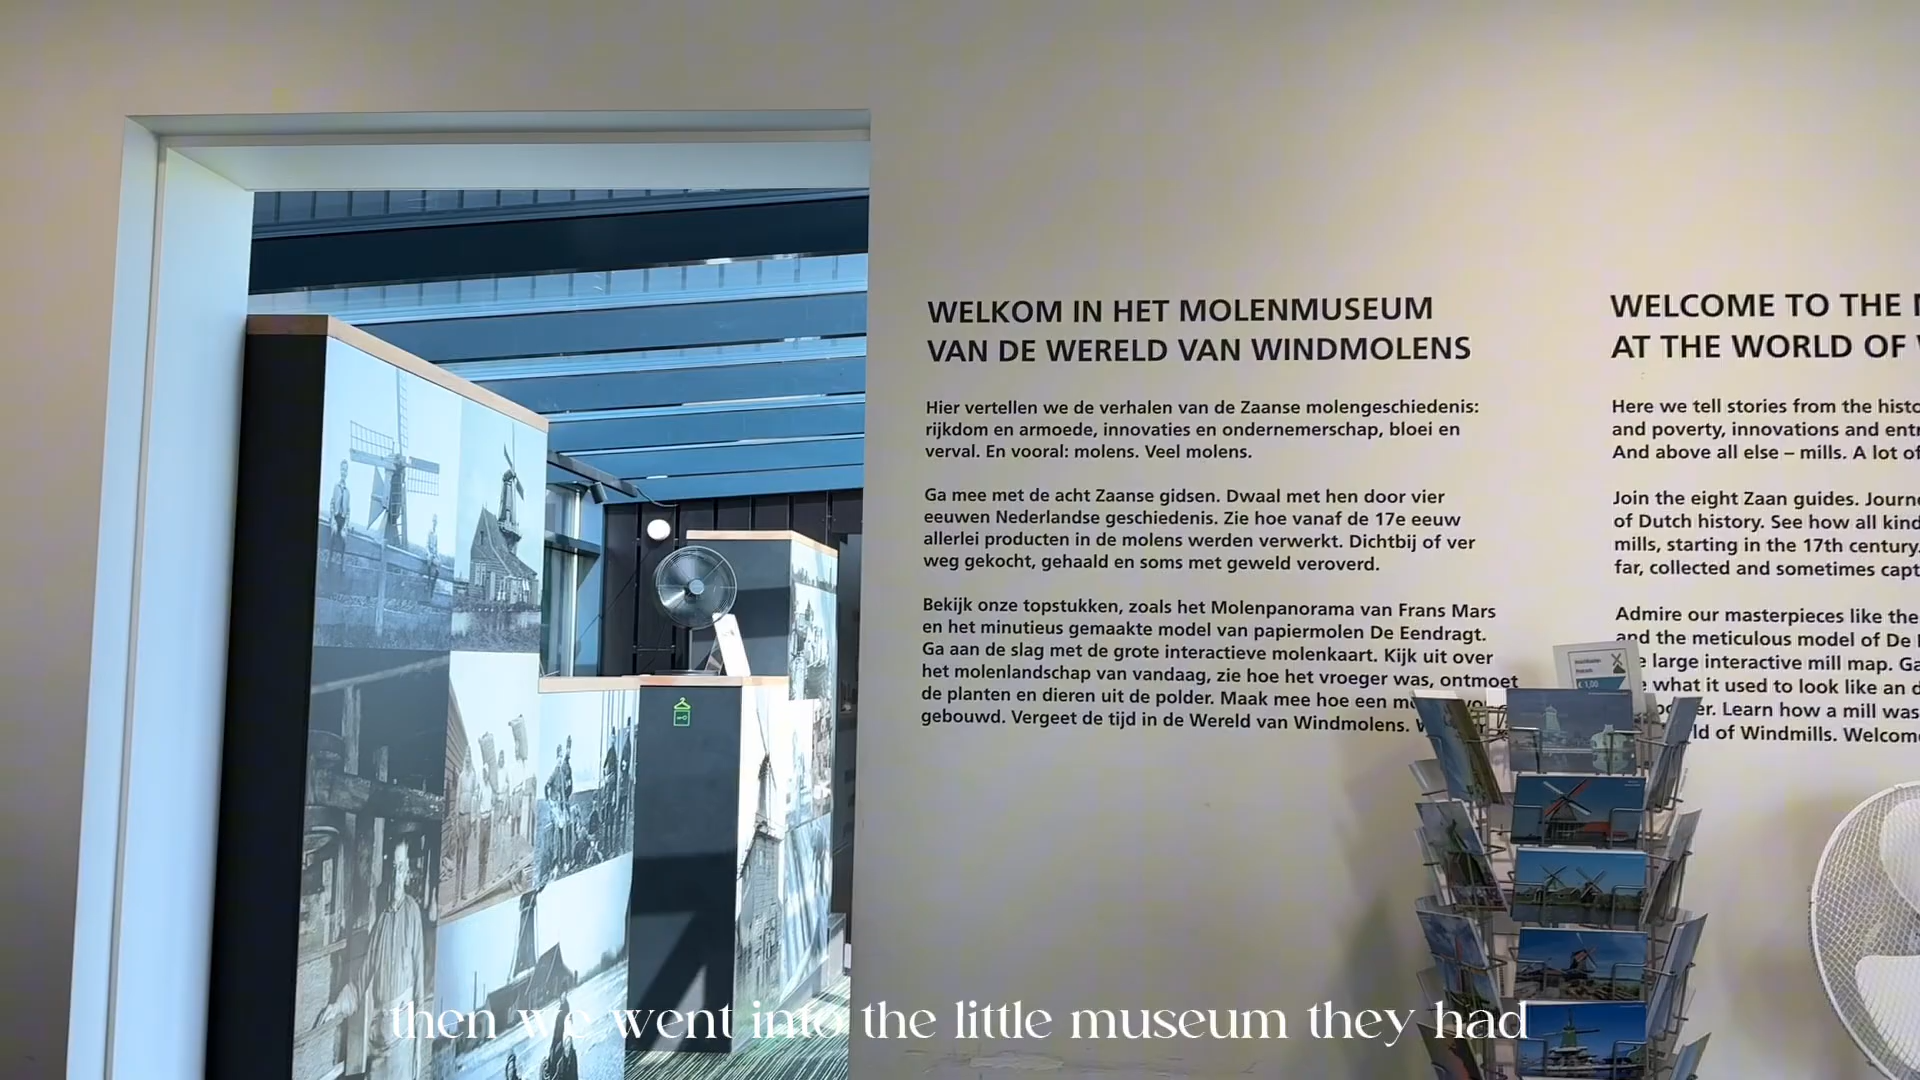 WELKOM IN HET MOLENMUSEUM
VAN DE WERELD VAN WINDMOLENS
Hier vertellen we de verhalen van de Zaanse molengeschiedenis:
rijkdom en armoede, innovaties en ondernemerschap, bloei en
verval. En vooral: molens. Veel molens.
Ga mee met de acht Zaanse gidsen. Dwaal met hen door vier
eeuwen Nederlandse geschiedenis. Zie hoe vanaf de 17e eeuw
allerlei producten in de molens werden verwerkt. Dichtbij of ver
weg gekocht, gehaald en soms met geweld veroverd.
Bekijk onze topstukken, zoals het Molenpanorama van Frans Mars
en het minutieus gemaakte model van papiermolen De Eendragt.
Ga aan de slag met de grote interactieve molenkaart. Kijk uit over
het molenlandschap van vandaag, zie hoe het vroeger was, ontmoet
de planten en dieren uit de polder. Maak mee hoe een
gebouwd. Vergeet de tijd in de Wereld van Windmolens.
WELCOME TO THE
AT THE WORLD OF
Here we tell stories from the
and poverty, innovations and
And above all else – mills. A lot of
Join the eight Zaan guides.
of Dutch history. See how all
mills, starting in the 17th century.
far, collected and sometimes
Admire our masterpieces like the
and the meticulous model of De
large interactive mill map.
what it used to look like an
Learn how a mill was
of Windmills.
€ 1,00
then we went into the little museum they had